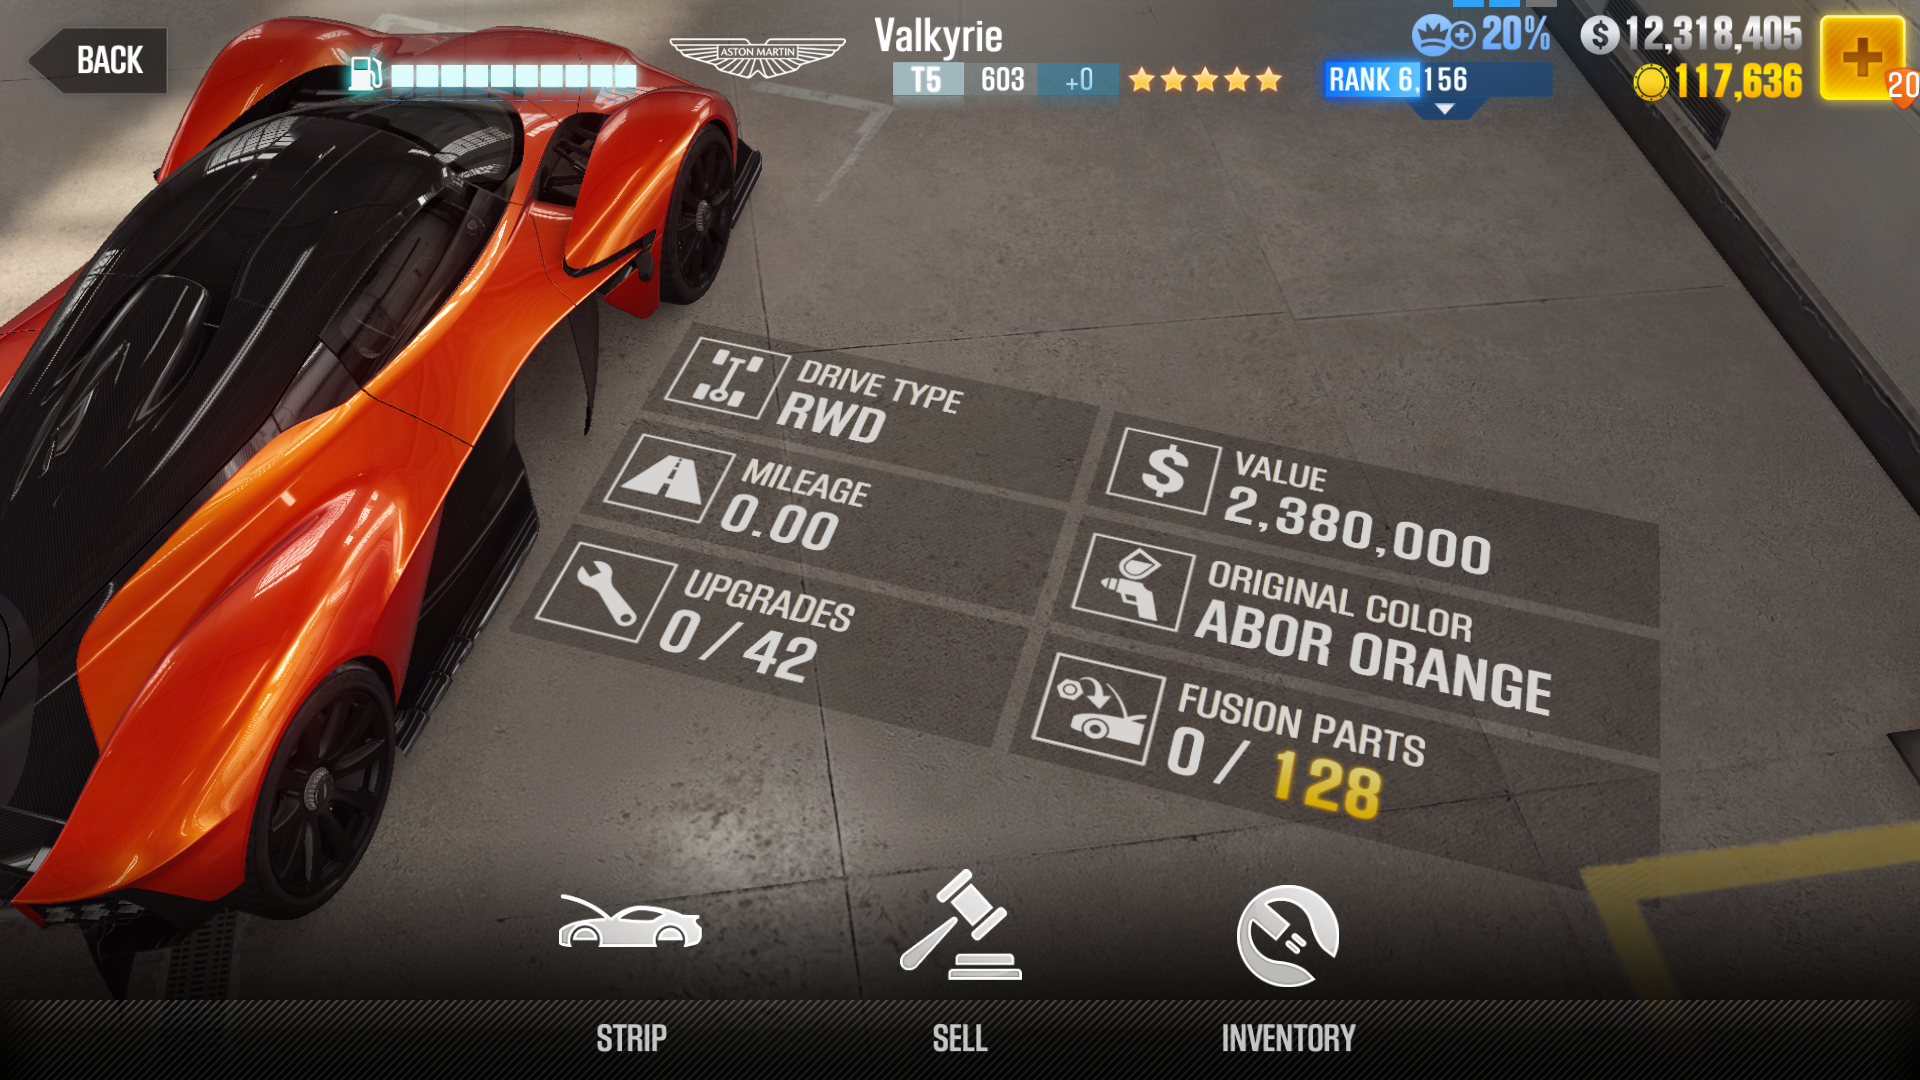 BACK
ASTON MARTIN
Valkyrie
T5 603 +0
20%
RANK 6,156
$ 12,318,405
117,636
20
DRIVE TYPE
RWD
MILEAGE
0.00
UPGRADES
0/42
$ VALUE
2,380,000
ORIGINAL COLOR
ABOR ORANGE
FUSION PARTS
0/128
STRIP
SELL
INVENTORY